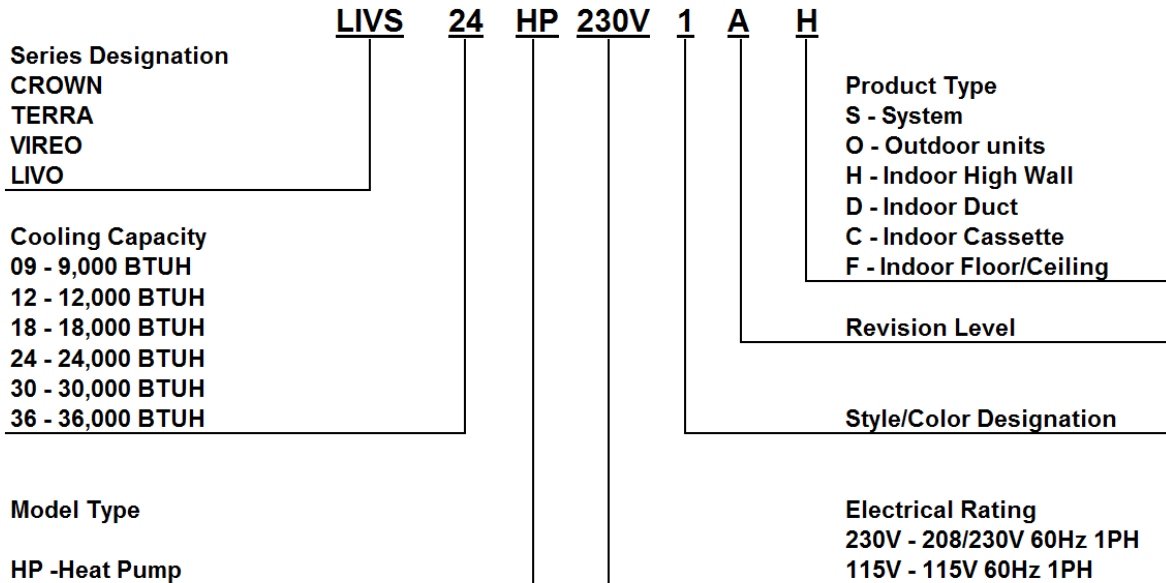 LIVS 24 HP 230V 1 A H
Series Designation
CROWN
TERRA
VIREO
LIVO
Cooling Capacity
09 - 9,000 BTUH
12 - 12,000 BTUH
18 - 18,000 BTUH
24 - 24,000 BTUH
30 - 30,000 BTUH
36 - 36,000 BTUH
Model Type
HP -Heat Pump
Product Type
S - System
O - Outdoor units
H - Indoor High Wall
D - Indoor Duct
C - Indoor Cassette
F - Indoor Floor/Ceiling
Revision Level
Style/Color Designation
Electrical Rating
230V - 208/230V 60Hz 1PH
115V - 115V 60Hz 1PH